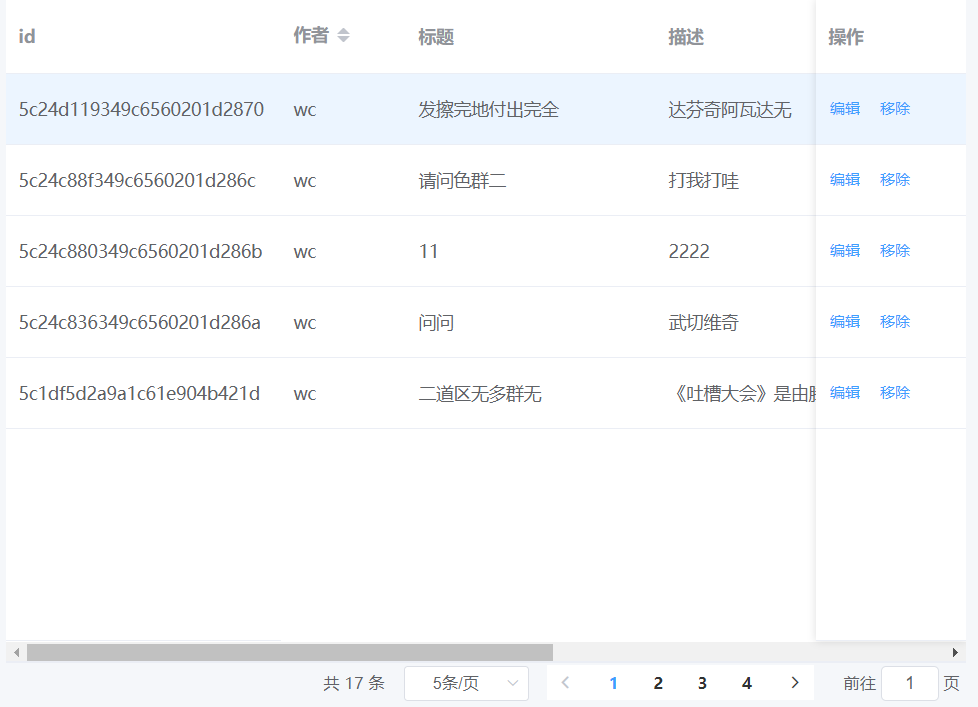 id 作者 标题 描述 操作
5c24d119349c6560201d2870 wc 发擦完地付出完全 达芬奇阿瓦达无 编辑 移除
5c24c88f349c6560201d286c wc 请问色群二 打我打哇 编辑 移除
5c24c880349c6560201d286b wc 11 2222 编辑 移除
5c24c836349c6560201d286a wc 问问 武切维奇 编辑 移除
5c1df5d2a9a1c61e904b421d wc 二道区无多群无 《吐槽大会》是由 编辑 移除
共 17 条 5条/页 1 2 3 4 前往 1 页